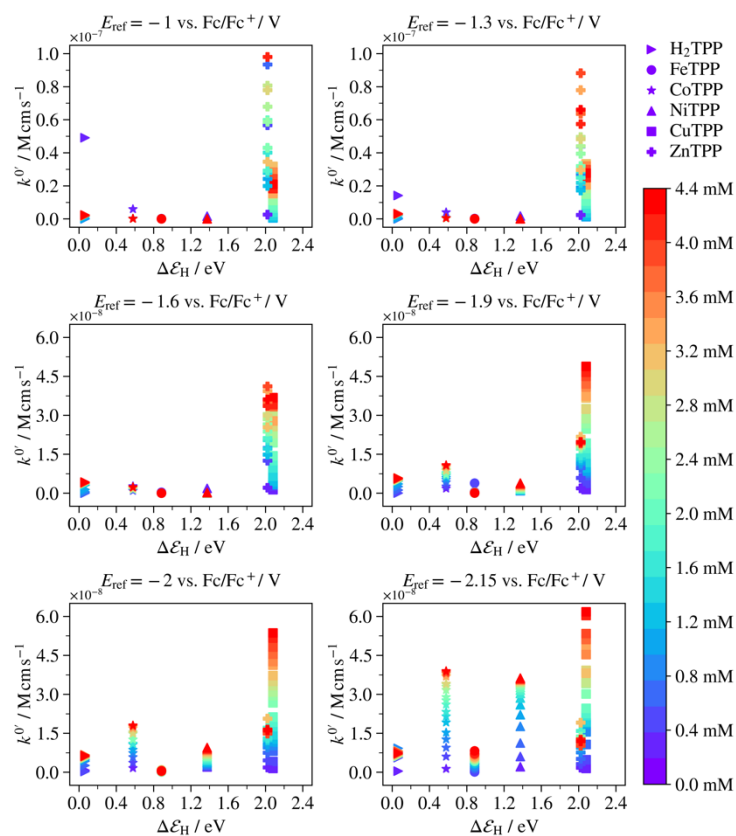 E_ref = −1 vs. Fc/Fc⁺ / V
×10⁻⁷
1.0
0.8
0.6
0.4
0.2
0.0
k⁰′ / M cm s⁻¹
0.0 0.4 0.8 1.2 1.6 2.0 2.4
Δℰ_H / eV
E_ref = −1.3 vs. Fc/Fc⁺ / V
×10⁻⁷
1.0
0.8
0.6
0.4
0.2
0.0
k⁰′ / M cm s⁻¹
0.0 0.4 0.8 1.2 1.6 2.0 2.4
Δℰ_H / eV
H₂TPP
FeTPP
CoTPP
NiTPP
CuTPP
ZnTPP
E_ref = −1.6 vs. Fc/Fc⁺ / V
×10⁻⁸
6.0
4.5
3.0
1.5
0.0
k⁰′ / M cm s⁻¹
0.0 0.4 0.8 1.2 1.6 2.0 2.4
Δℰ_H / eV
E_ref = −1.9 vs. Fc/Fc⁺ / V
×10⁻⁸
6.0
4.5
3.0
1.5
0.0
k⁰′ / M cm s⁻¹
0.0 0.4 0.8 1.2 1.6 2.0 2.4
Δℰ_H / eV
E_ref = −2 vs. Fc/Fc⁺ / V
×10⁻⁸
6.0
4.5
3.0
1.5
0.0
k⁰′ / M cm s⁻¹
0.0 0.4 0.8 1.2 1.6 2.0 2.4
Δℰ_H / eV
E_ref = −2.15 vs. Fc/Fc⁺ / V
×10⁻⁸
6.0
4.5
3.0
1.5
0.0
k⁰′ / M cm s⁻¹
0.0 0.4 0.8 1.2 1.6 2.0 2.4
Δℰ_H / eV
4.4 mM
4.0 mM
3.6 mM
3.2 mM
2.8 mM
2.4 mM
2.0 mM
1.6 mM
1.2 mM
0.8 mM
0.4 mM
0.0 mM